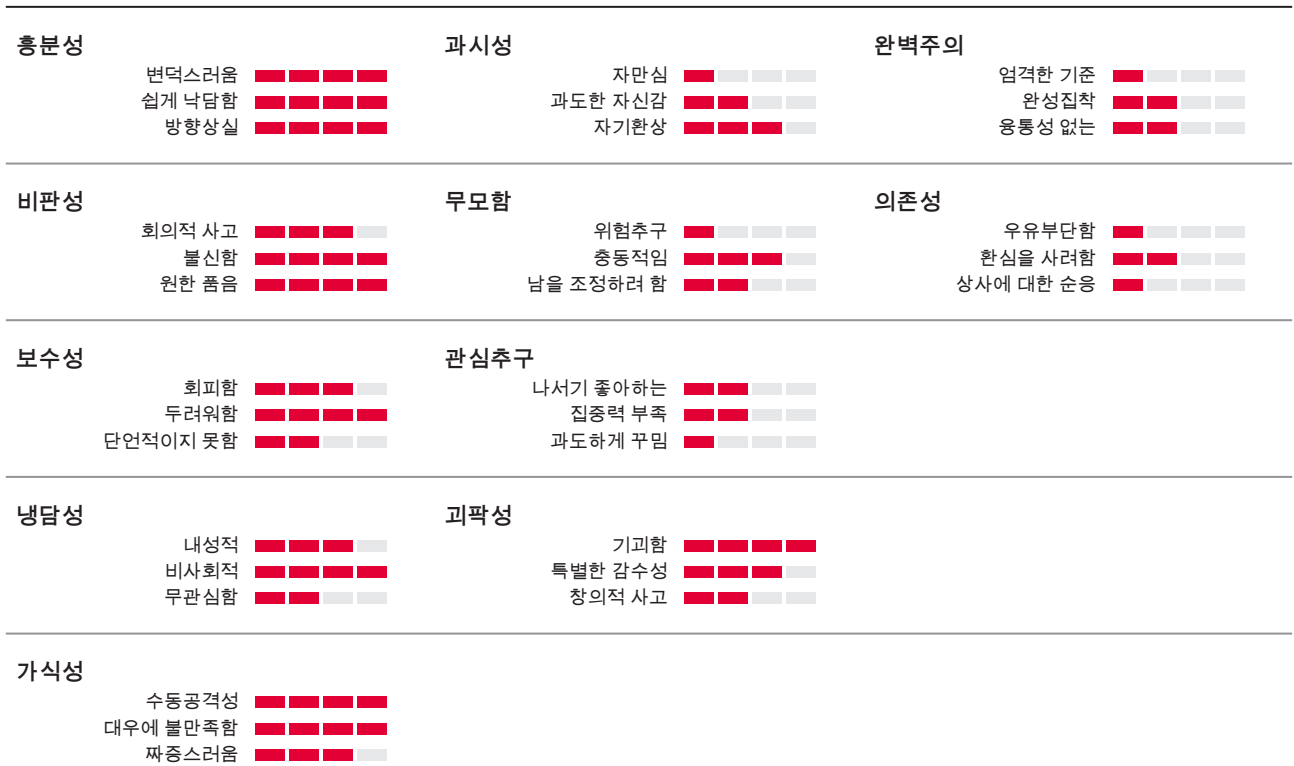 흥분성
변덕스러움
쉽게 낙담함
방향상실
과시성
자만심
과도한 자신감
자기환상
완벽주의
엄격한 기준
완성집착
융통성 없는
비판성
회의적 사고
불신함
원한 품음
무모함
위험추구
충동적임
남을 조정하려 함
의존성
우유부단함
환심을 사려함
상사에 대한 순응
보수성
회피함
두려워함
단언적이지 못함
관심추구
나서기 좋아하는
집중력 부족
과도하게 꾸밈
냉담성
내성적
비사회적
무관심함
괴팍성
기괴함
특별한 감수성
창의적 사고
가식성
수동공격성
대우에 불만족함
짜증스러움